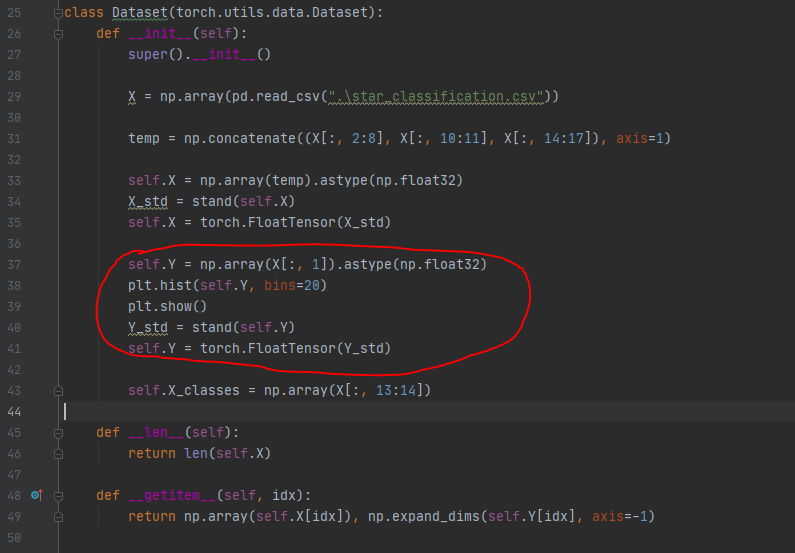 25 class Dataset(torch.utils.data.Dataset):
26     def __init__(self):
27         super().__init__()
28
29         X = np.array(pd.read_csv(".\star_classification.csv"))
30
31         temp = np.concatenate((X[:, 2:8], X[:, 10:11], X[:, 14:17]), axis=1)
32
33         self.X = np.array(temp).astype(np.float32)
34         X_std = stand(self.X)
35         self.X = torch.FloatTensor(X_std)
36
37         self.Y = np.array(X[:, 1]).astype(np.float32)
38         plt.hist(self.Y, bins=20)
39         plt.show()
40         Y_std = stand(self.Y)
41         self.Y = torch.FloatTensor(Y_std)
42
43         self.X_classes = np.array(X[:, 13:14])
44
45     def __len__(self):
46         return len(self.X)
47
48     def __getitem__(self, idx):
49         return np.array(self.X[idx]), np.expand_dims(self.Y[idx], axis=-1)
50